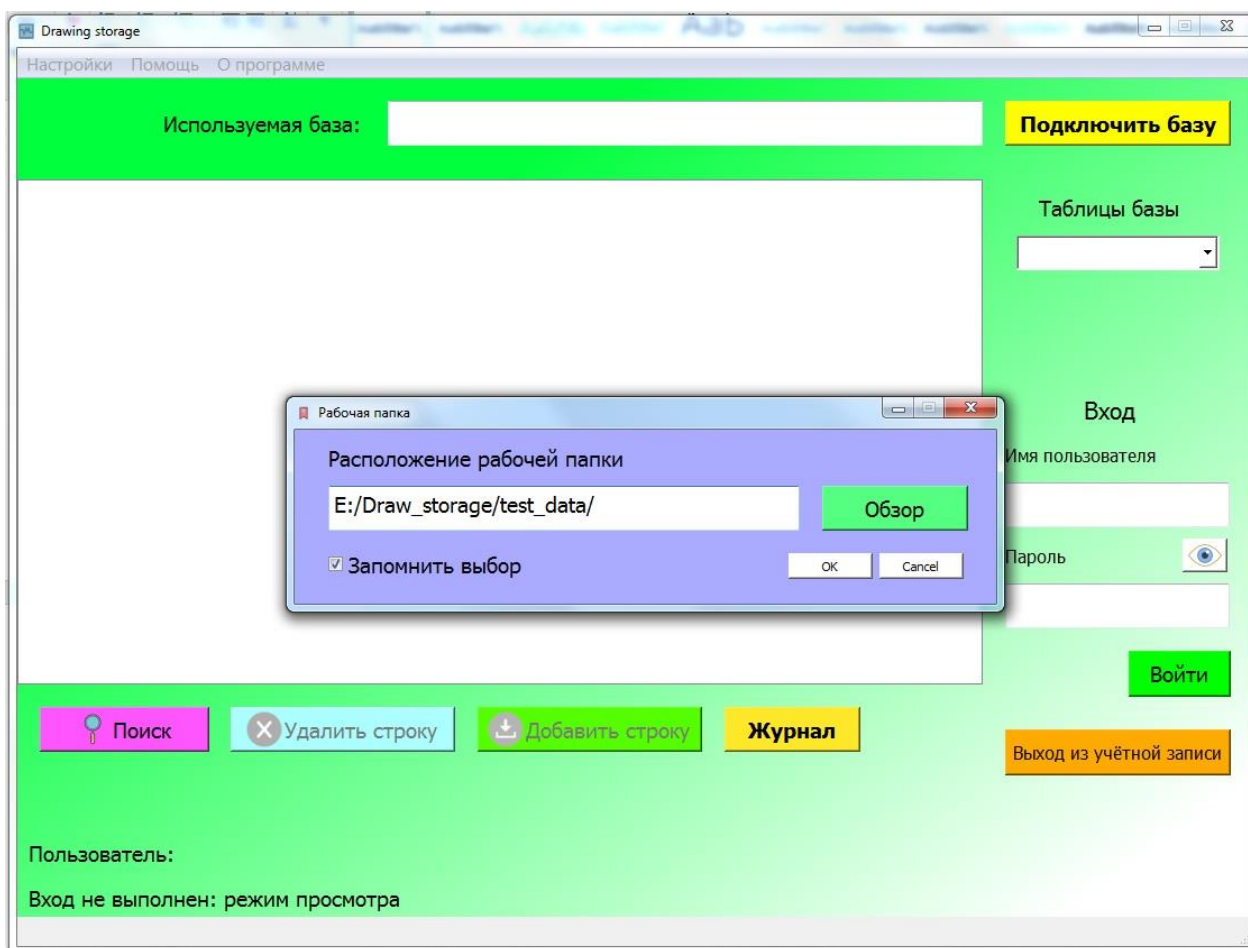 Drawing storage
Настройки Помощь О программе
Используемая база:
Подключить базу
Таблицы базы
Рабочая папка
Расположение рабочей папки
E:/Draw_storage/test_data/
Обзор
Запомнить выбор
OK
Cancel
Вход
Имя пользователя
Пароль
Войти
Поиск
Удалить строку
Добавить строку
Журнал
Выход из учётной записи
Пользователь:
Вход не выполнен: режим просмотра